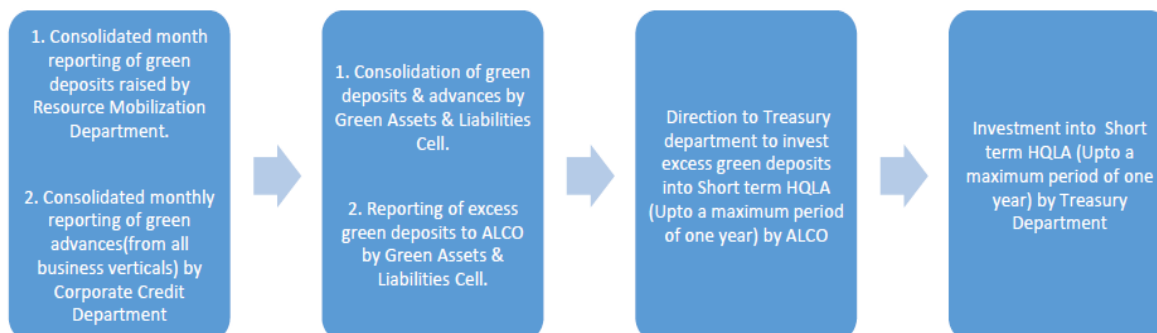 1. Consolidated month
reporting of green
deposits raised by
Resource Mobilization
Department.
2. Consolidated monthly
reporting of green
advances(from all
business verticals) by
Corporate Credit
Department
1. Consolidation of green
deposits & advances by
Green Assets & Liabilities
Cell.
2. Reporting of excess
green deposits to ALCO
by Green Assets &
Liabilities Cell.
Direction to Treasury
department to invest
excess green deposits
into Short term HQLA
(Upto a maximum period
of one year) by ALCO
Investment into Short
term HQLA (Upto a
maximum period of one
year) by Treasury
Department